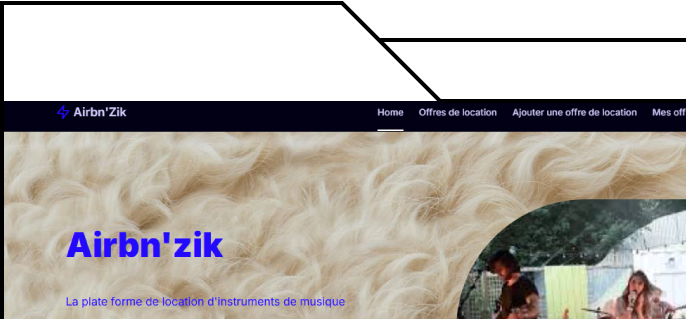 Airbn'Zik
Home Offres de location Ajouter une offre de location Mes off
Airbn'zik
La plate forme de location d'instruments de musique